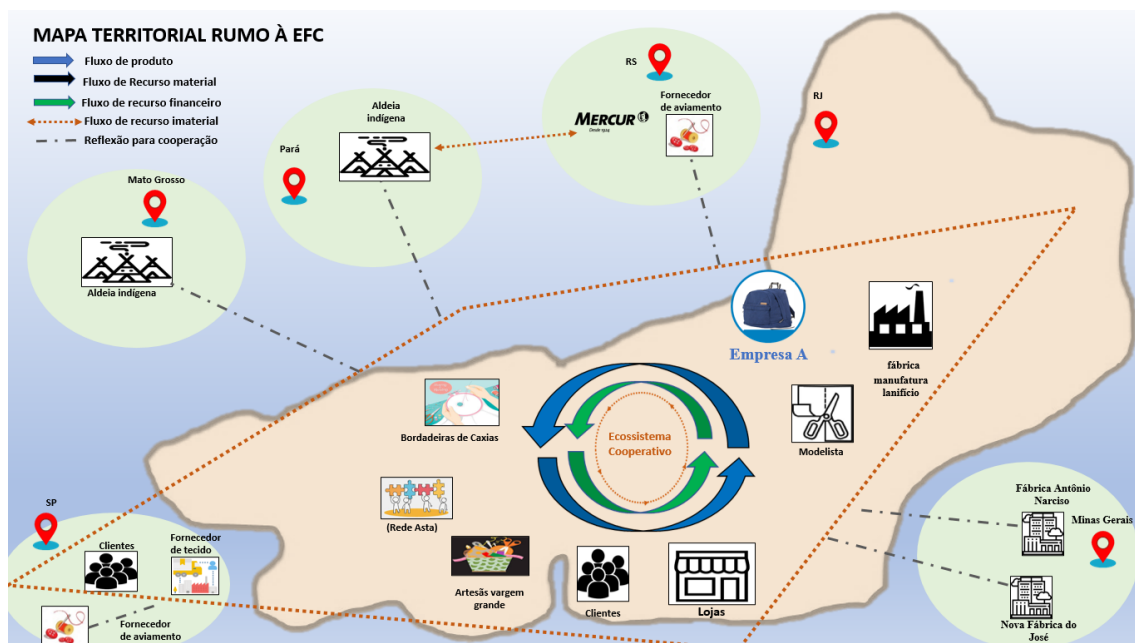 MAPA TERRITORIAL RUMO À EFC
Fluxo de produto
Fluxo de Recurso material
Fluxo de recurso financeiro
Fluxo de recurso imaterial
Reflexão para cooperação
Mato Grosso
Aldeia indígena
Pará
Aldeia
indígena
RS
MERCUR
Desde 1924
Fornecedor
de aviamento
RJ
Empresa A
fábrica
manufatura
lanifício
Modelista
Bordadeiras de Caxias
Ecossistema
Cooperativo
(Rede Asta)
Artesãs vargem
grande
Clientes
Lojas
SP
Clientes
Fornecedor
de tecido
Fornecedor
de aviamento
Fábrica Antônio
Narciso
Minas Gerais
Nova Fábrica do
José